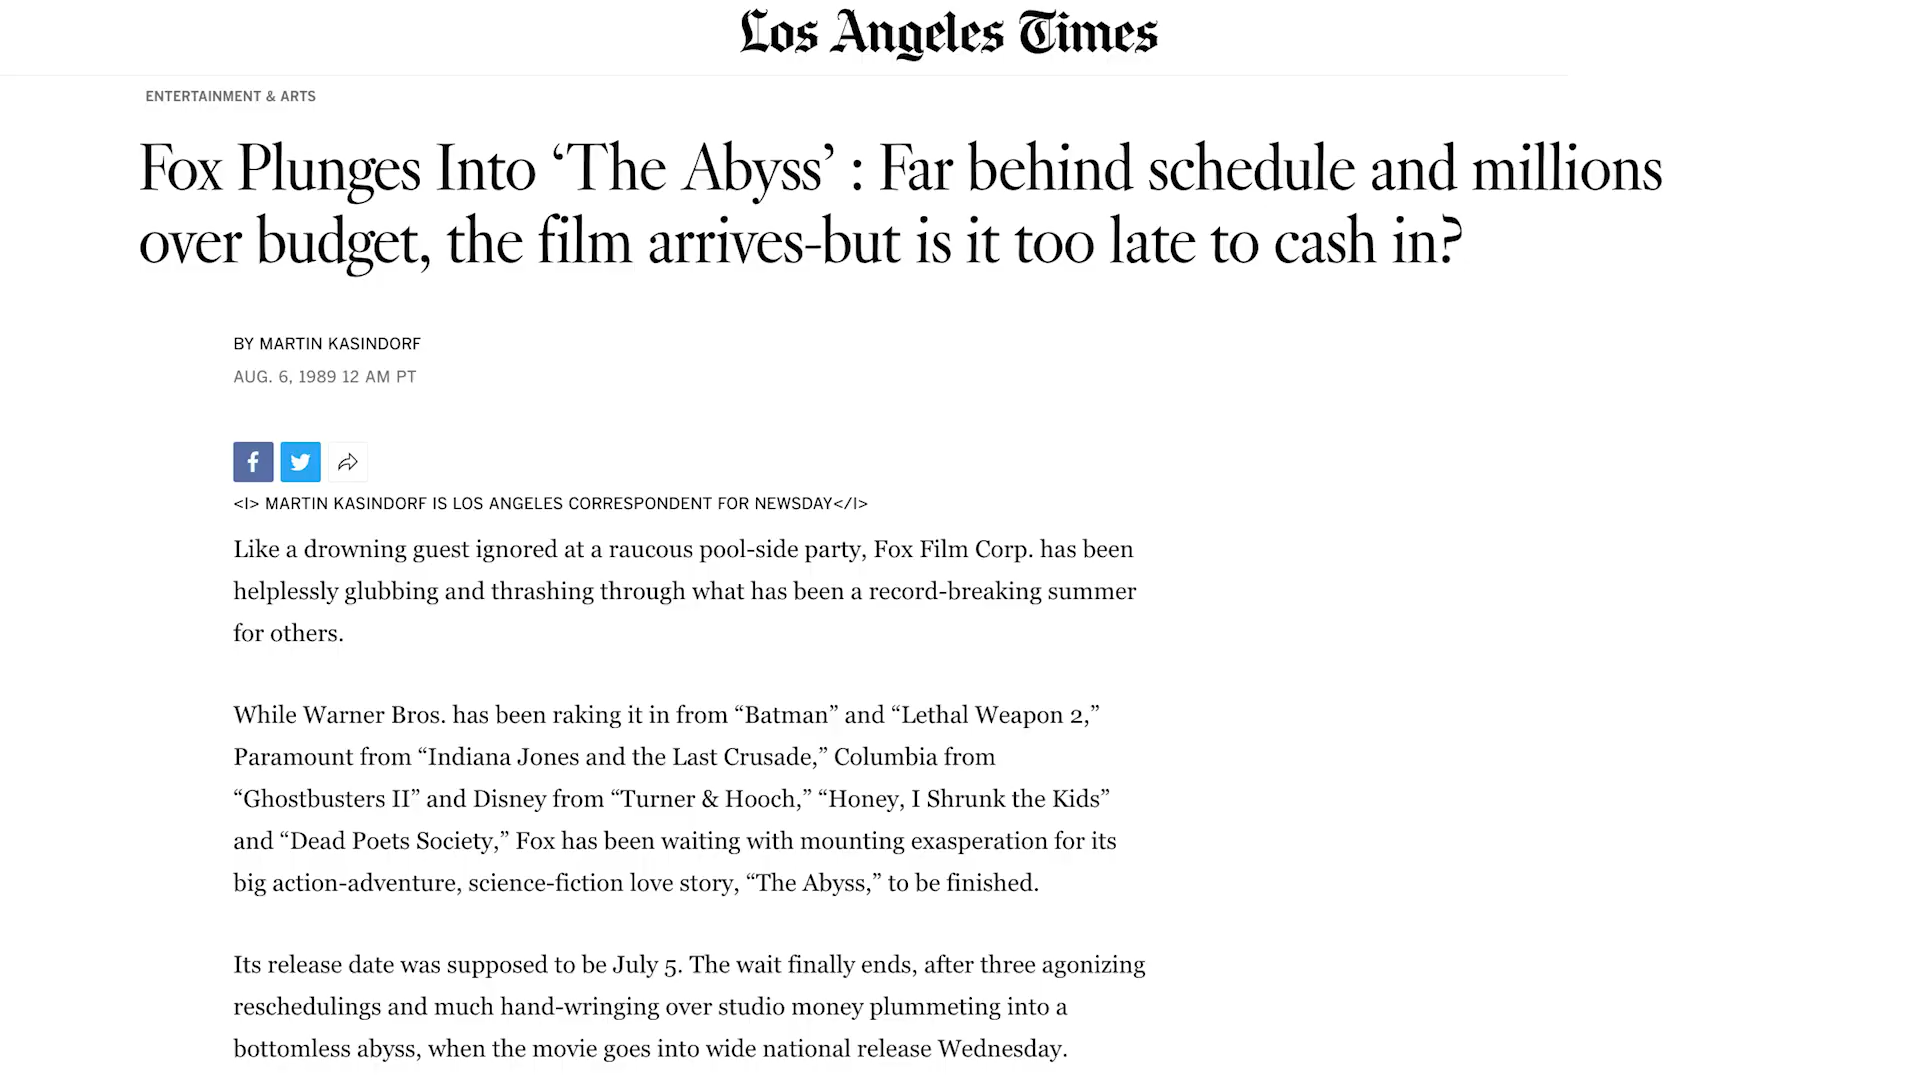 Los Angeles Times
ENTERTAINMENT & ARTS
Fox Plunges Into ‘The Abyss’ : Far behind schedule and millions
over budget, the film arrives-but is it too late to cash in?
BY MARTIN KASINDORF
AUG. 6, 1989 12 AM PT
<I> MARTIN KASINDORF IS LOS ANGELES CORRESPONDENT FOR NEWSDAY</I>
Like a drowning guest ignored at a raucous pool-side party, Fox Film Corp. has been
helplessly glubbing and thrashing through what has been a record-breaking summer
for others.
While Warner Bros. has been raking it in from “Batman” and “Lethal Weapon 2,”
Paramount from “Indiana Jones and the Last Crusade,” Columbia from
“Ghostbusters II” and Disney from “Turner & Hooch,” “Honey, I Shrunk the Kids”
and “Dead Poets Society,” Fox has been waiting with mounting exasperation for its
big action-adventure, science-fiction love story, “The Abyss,” to be finished.
Its release date was supposed to be July 5. The wait finally ends, after three agonizing
reschedulings and much hand-wringing over studio money plummeting into a
bottomless abyss, when the movie goes into wide national release Wednesday.